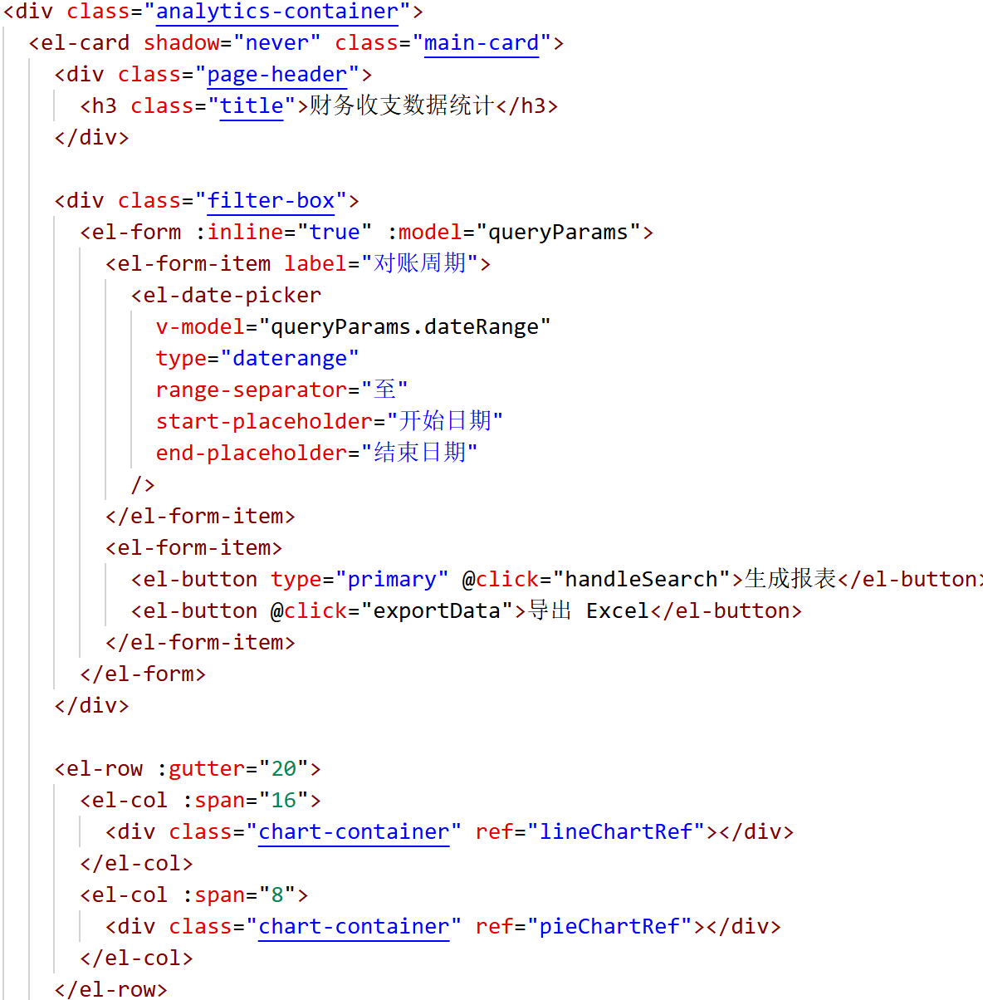 <div class="analytics-container">
<el-card shadow="never" class="main-card">
<div class="page-header">
<h3 class="title">财务收支数据统计</h3>
</div>
<div class="filter-box">
<el-form :inline="true" :model="queryParams">
<el-form-item label="对账周期">
<el-date-picker
v-model="queryParams.dateRange"
type="daterange"
range-separator="至"
start-placeholder="开始日期"
end-placeholder="结束日期"
/>
</el-form-item>
<el-form-item>
<el-button type="primary" @click="handleSearch">生成报表</el-button>
<el-button @click="exportData">导出 Excel</el-button>
</el-form-item>
</el-form>
</div>
<el-row :gutter="20">
<el-col :span="16">
<div class="chart-container" ref="lineChartRef"></div>
</el-col>
<el-col :span="8">
<div class="chart-container" ref="pieChartRef"></div>
</el-col>
</el-row>